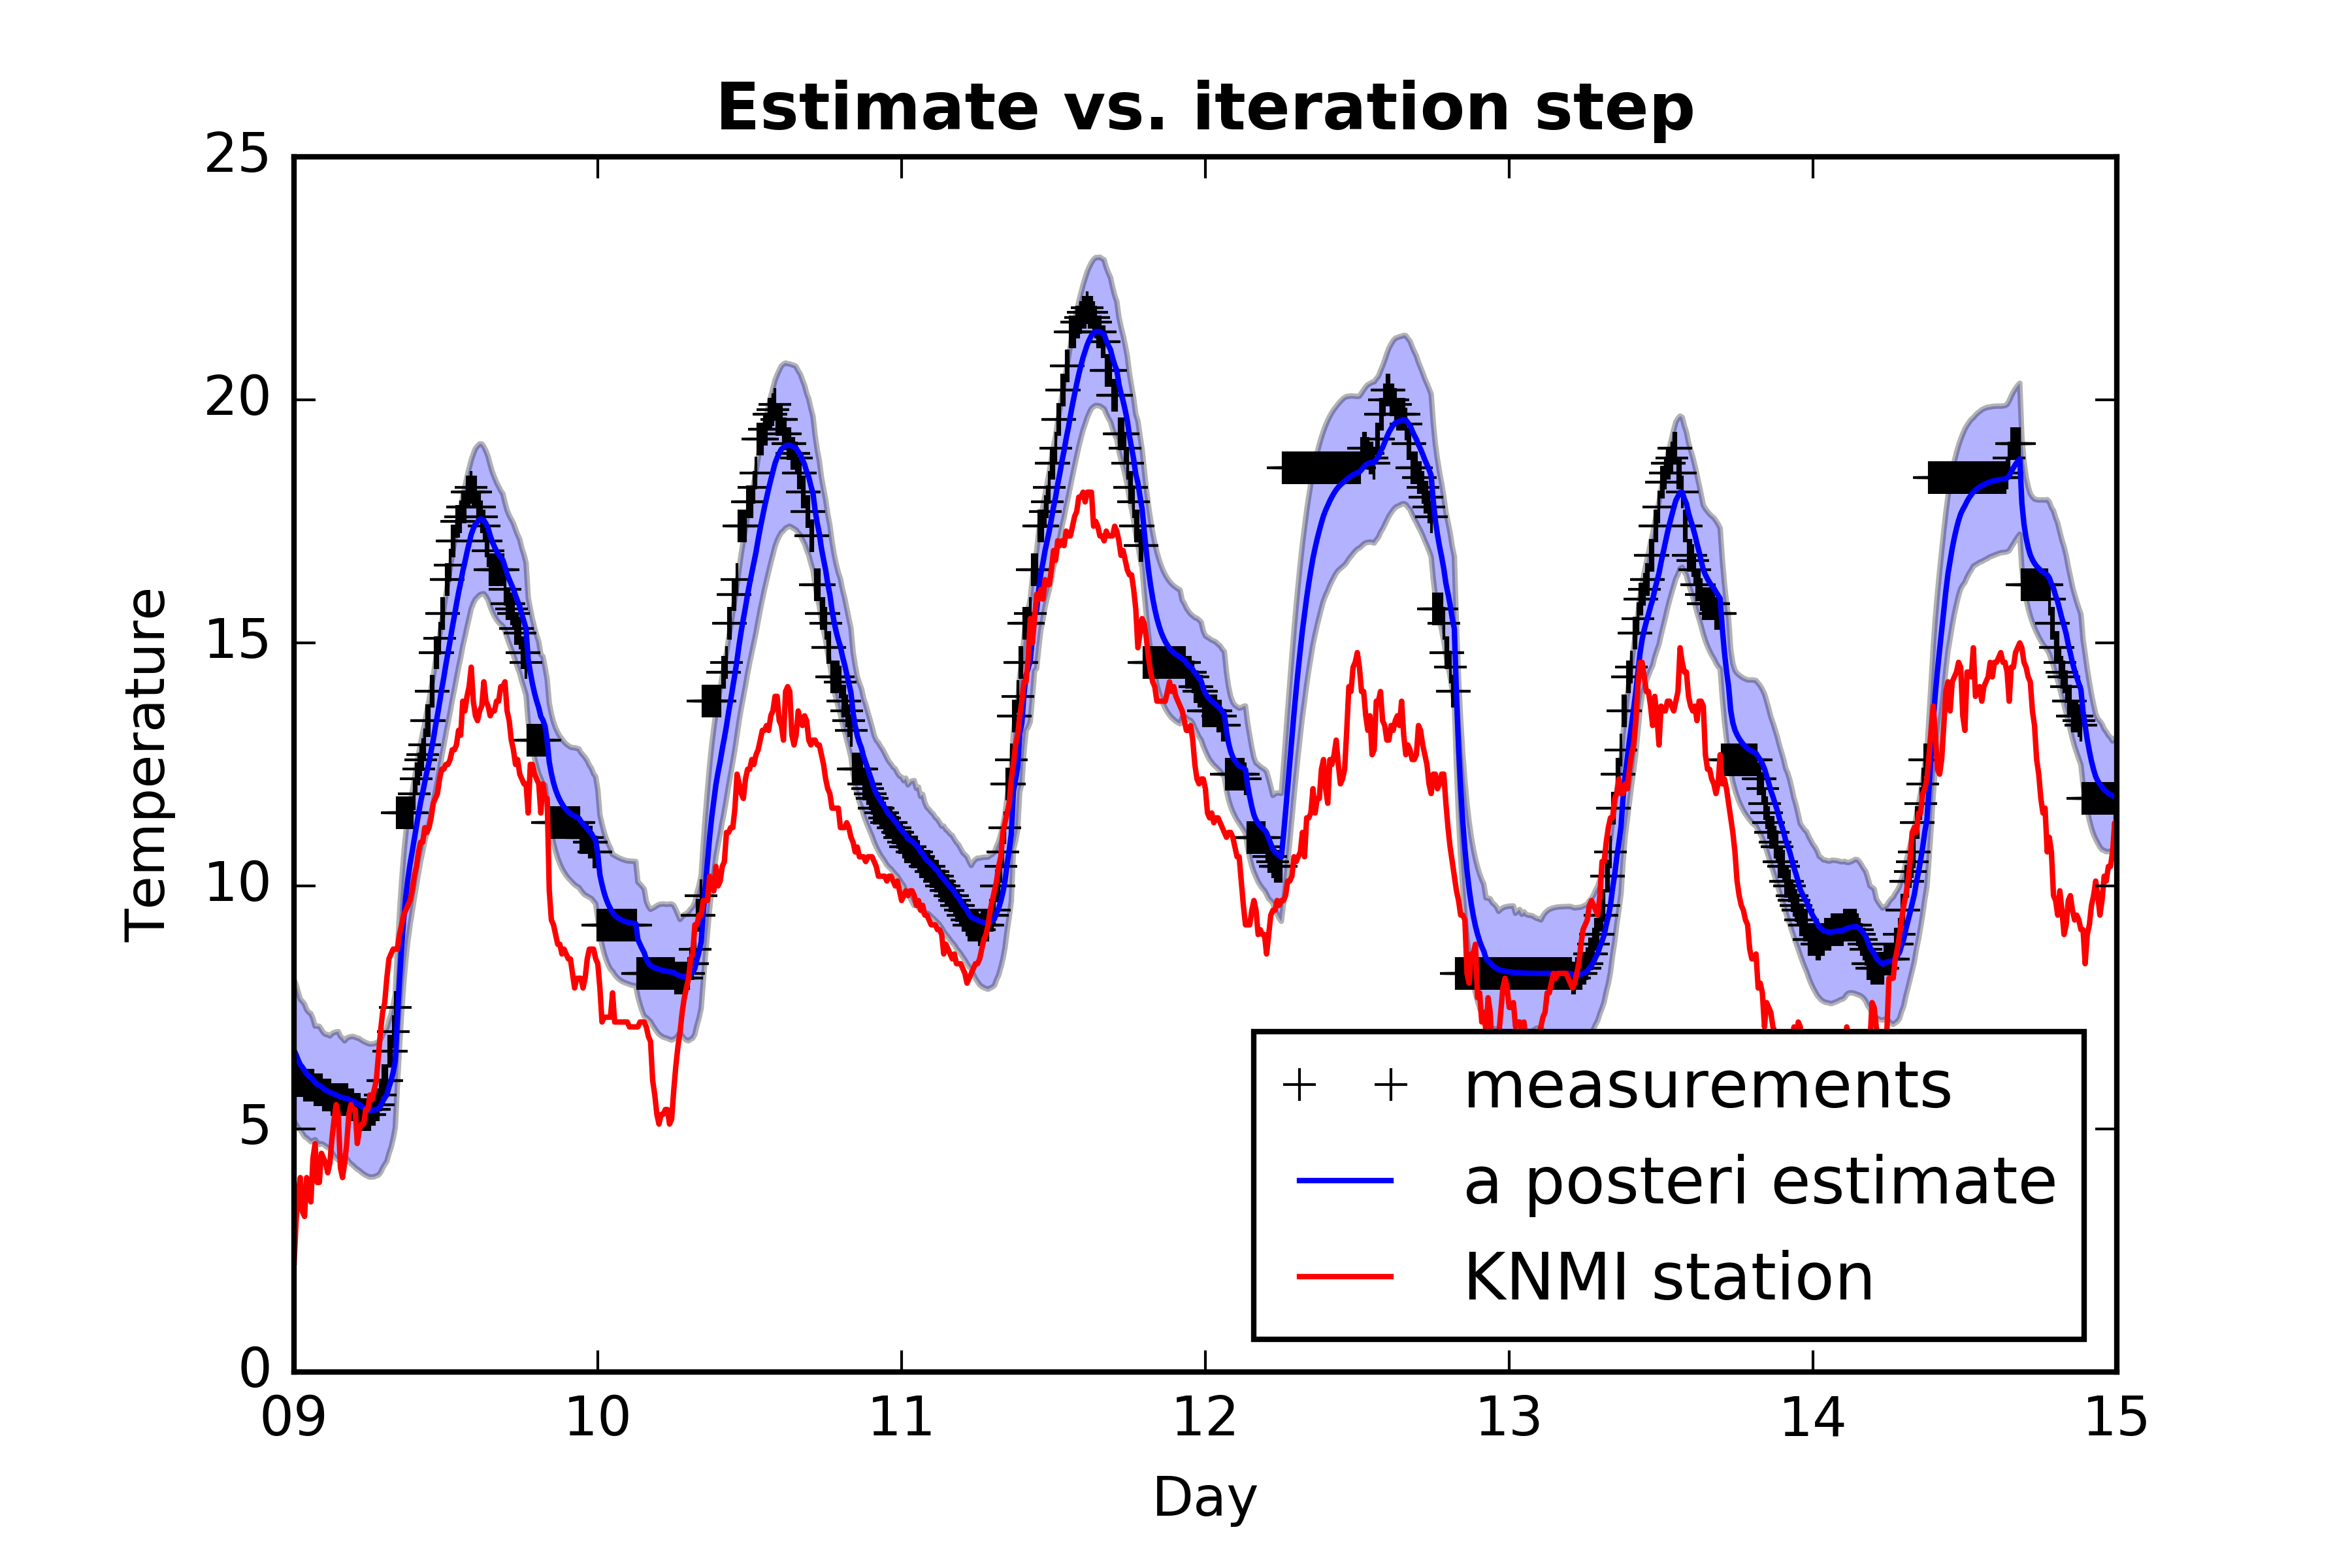 Estimate vs. iteration step
25
20
15
10
5
0
Temperature
09 10 11 12 13 14 15
Day
measurements
a posteri estimate
KNMI station